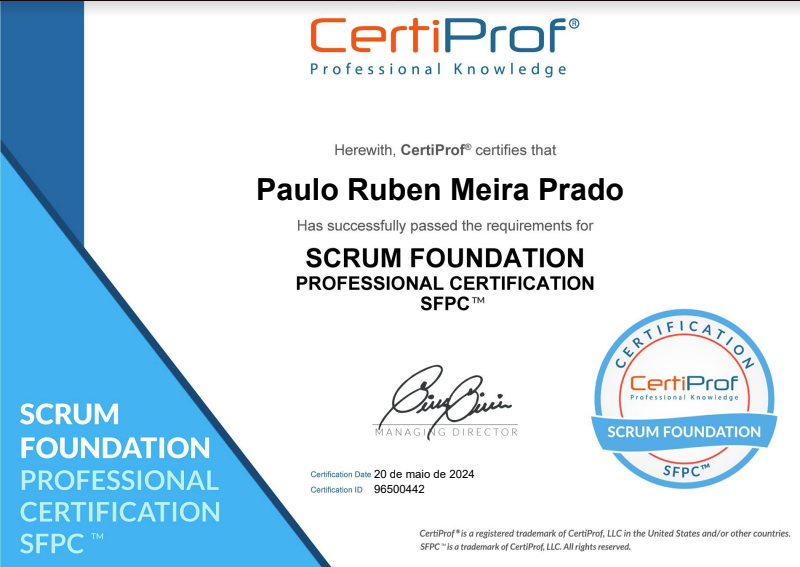 CertiProf®
Professional Knowledge
Herewith, CertiProf® certifies that
Paulo Ruben Meira Prado
Has successfully passed the requirements for
SCRUM FOUNDATION
PROFESSIONAL CERTIFICATION
SFPC™
MANAGING DIRECTOR
Certification Date 20 de maio de 2024
Certification ID 96500442
SCRUM
FOUNDATION
PROFESSIONAL
CERTIFICATION
SFPC ™
CERTIFICATION
CertiProf
Professional Knowledge
SCRUM FOUNDATION
SFPC™
CertiProf ® is a registered trademark of CertiProf, LLC in the United States and/or other countries.
SFPC ™ is a trademark of CertiProf, LLC. All rights reserved.